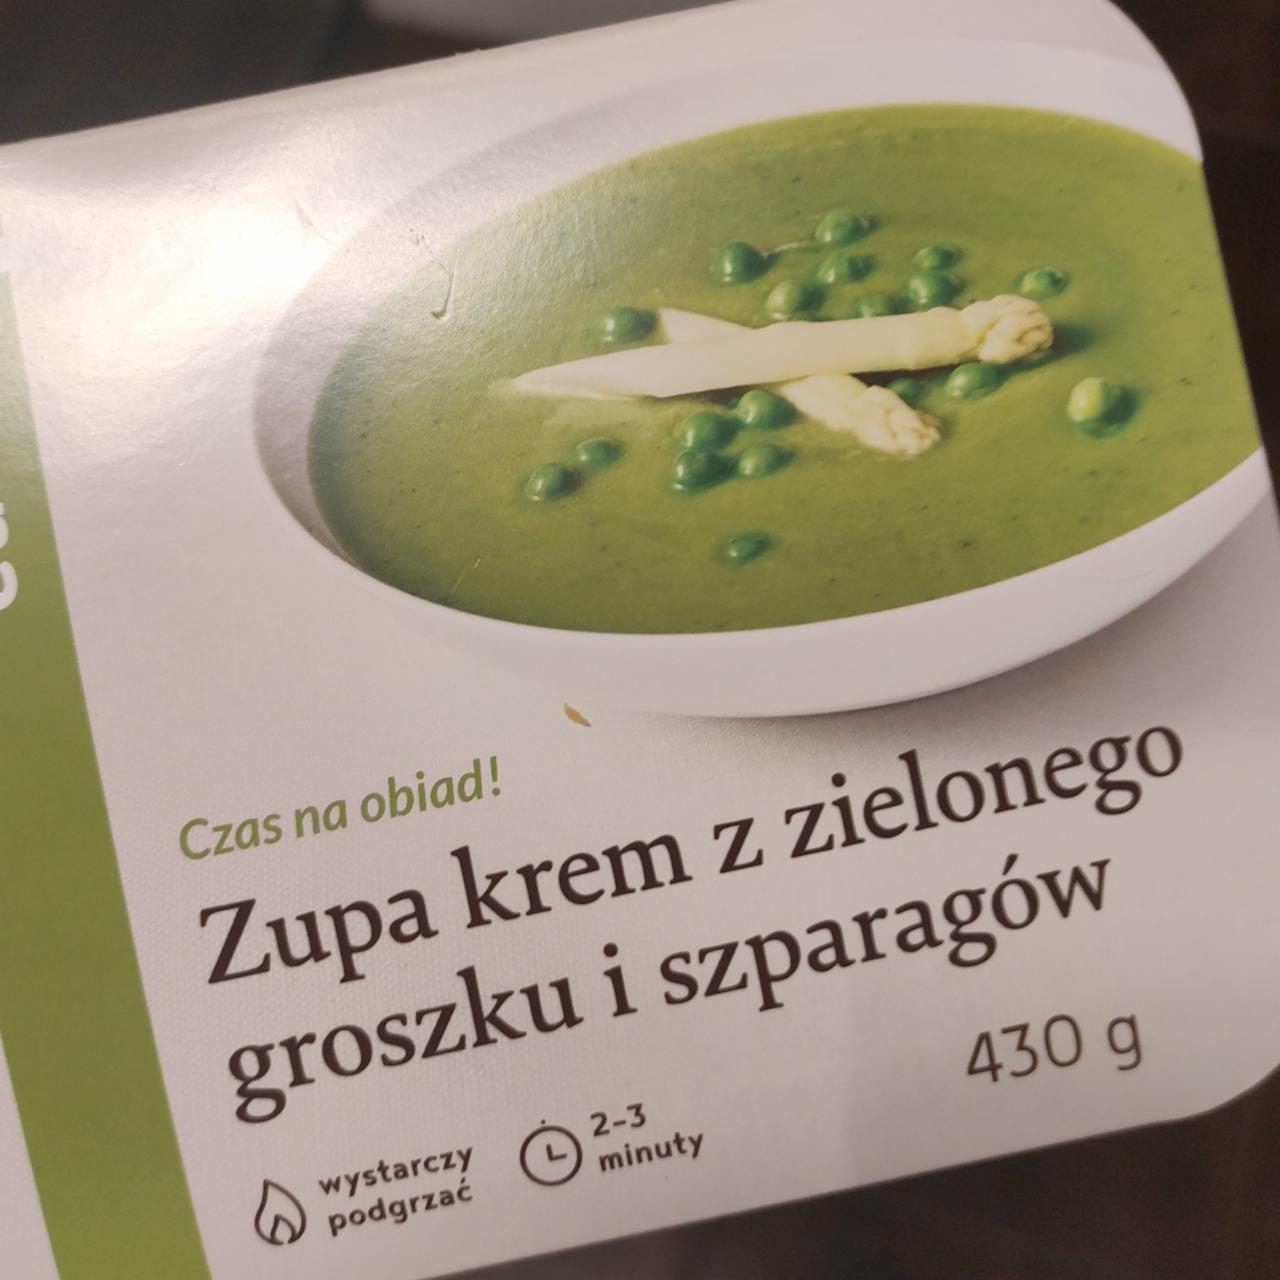 Czas na obiad!
Zupa krem z zielonego
groszku i szparagów
430 g
wystarczy
podgrzać
2-3
minuty